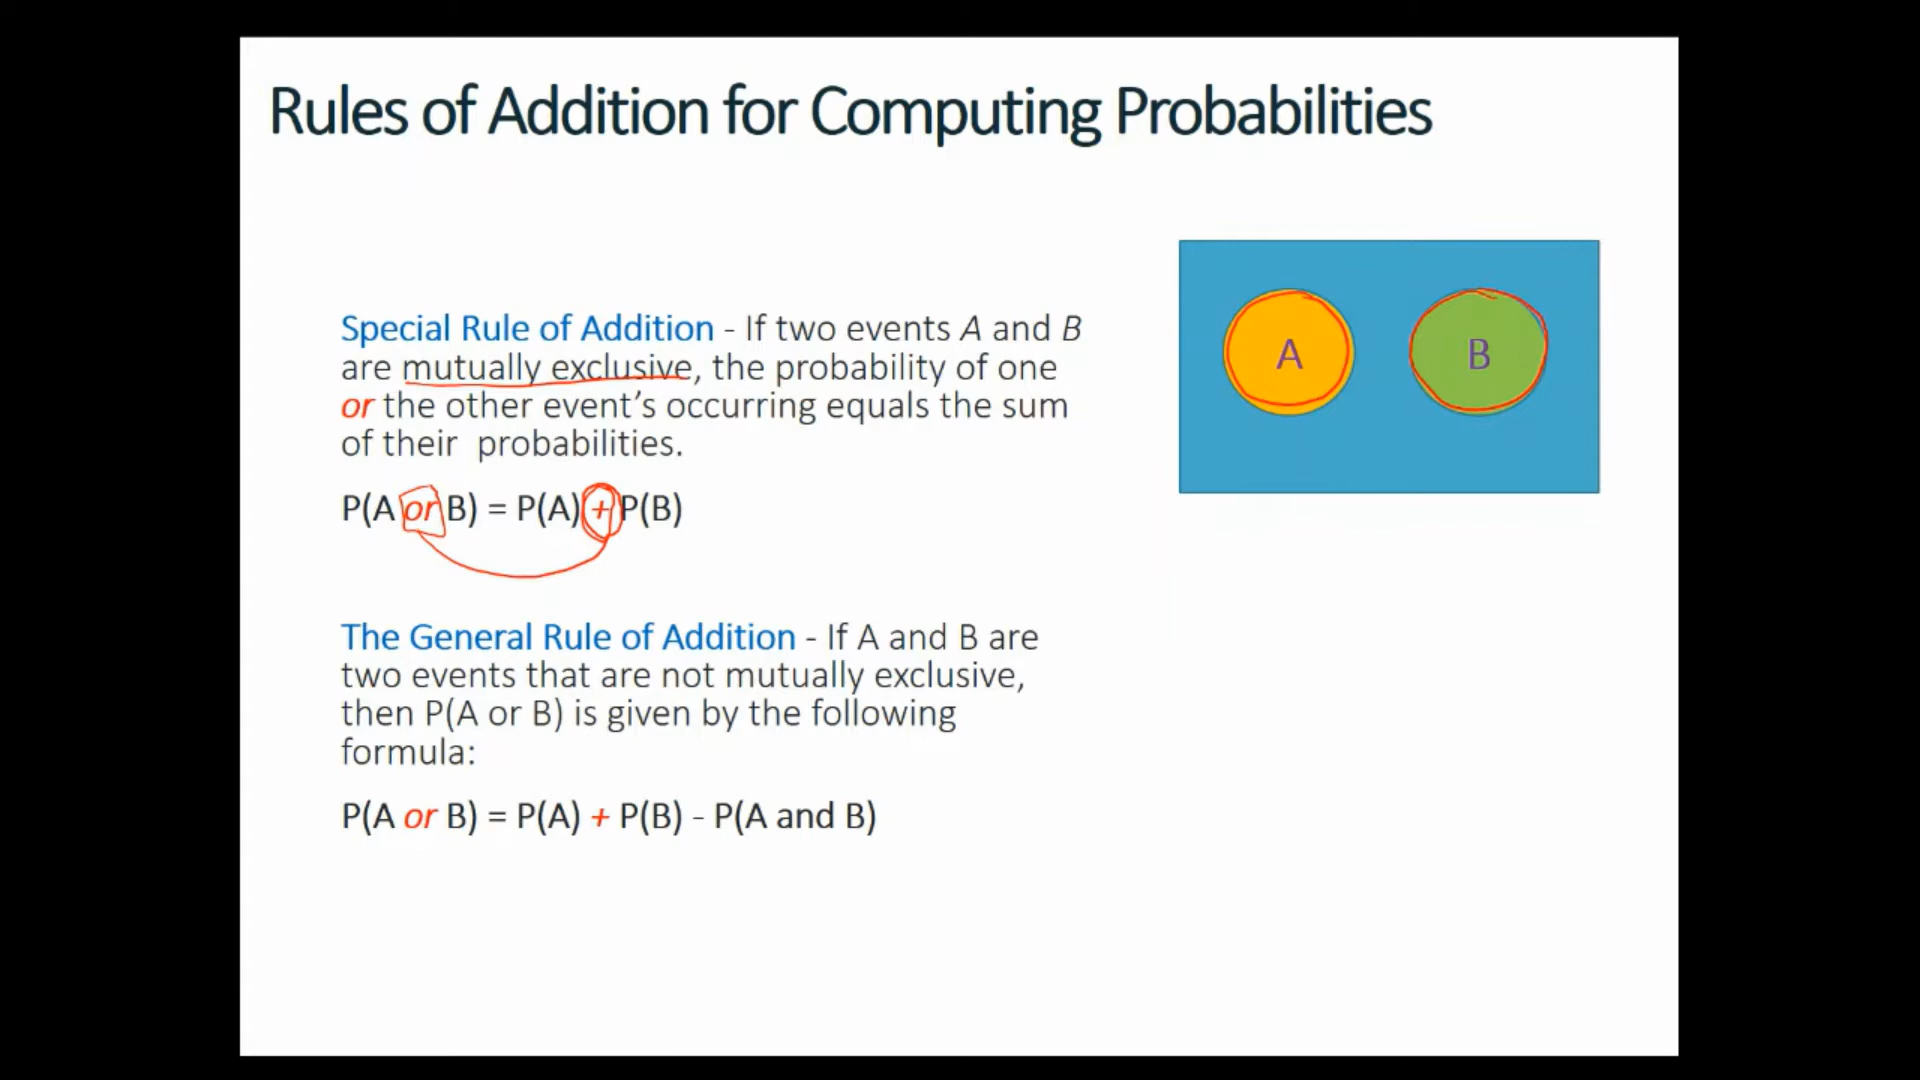 Rules of Addition for Computing Probabilities
Special Rule of Addition - If two events A and B
are mutually exclusive, the probability of one
or the other event’s occurring equals the sum
of their  probabilities.
P(A or B) = P(A) + P(B)
The General Rule of Addition - If A and B are
two events that are not mutually exclusive,
then P(A or B) is given by the following
formula:
P(A or B) = P(A) + P(B) - P(A and B)
A
B